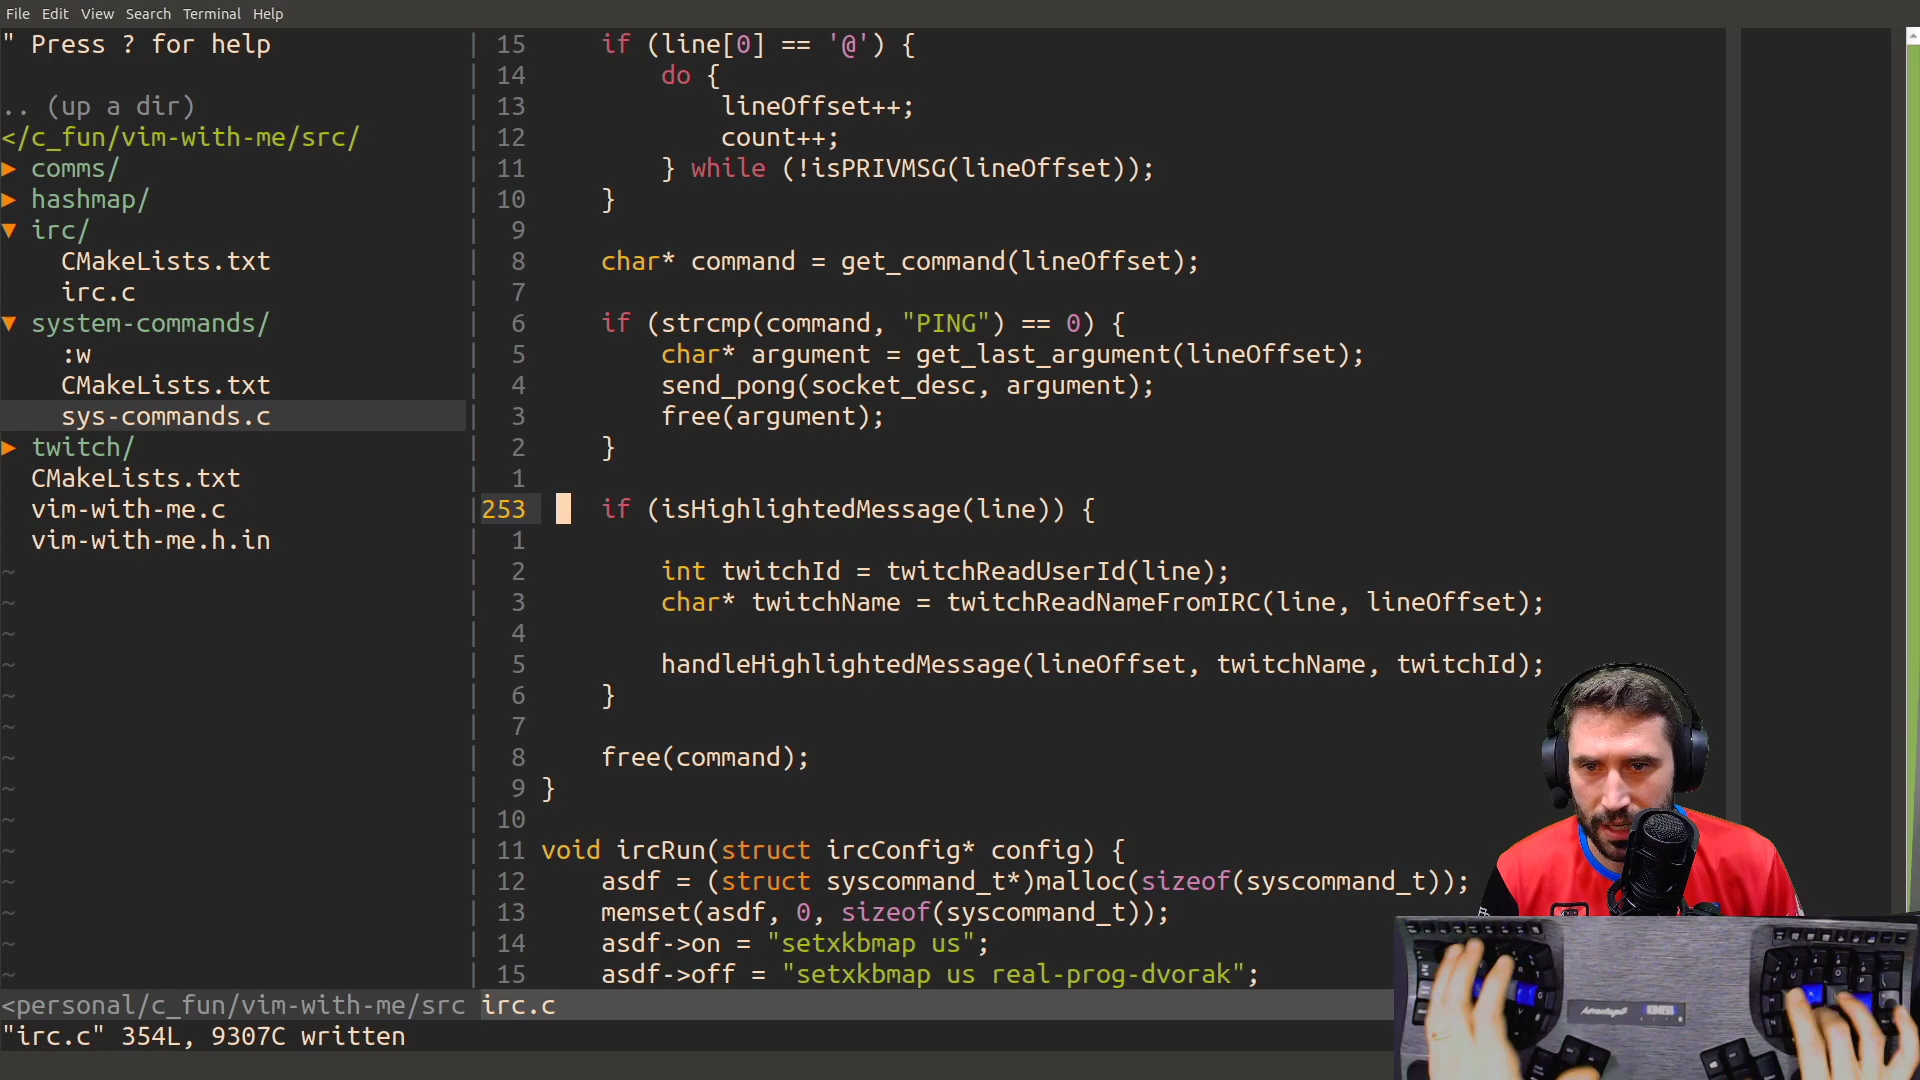 File Edit View Search Terminal Help
" Press ? for help
.. (up a dir)
</c_fun/vim-with-me/src/
▶ comms/
▶ hashmap/
▼ irc/
CMakeLists.txt
irc.c
▼ system-commands/
:w
CMakeLists.txt
sys-commands.c
▶ twitch/
CMakeLists.txt
vim-with-me.c
vim-with-me.h.in
~
~
~
~
~
~
~
~
~
~
~
~
~
~
15 if (line[0] == '@') {
14 do {
13 lineOffset++;
12 count++;
11 } while (!isPRIVMSG(lineOffset));
10 }
9
8 char* command = get_command(lineOffset);
7
6 if (strcmp(command, "PING") == 0) {
5 char* argument = get_last_argument(lineOffset);
4 send_pong(socket_desc, argument);
3 free(argument);
2 }
1
253 if (isHighlightedMessage(line)) {
1
2 int twitchId = twitchReadUserId(line);
3 char* twitchName = twitchReadNameFromIRC(line, lineOffset);
4
5 handleHighlightedMessage(lineOffset, twitchName, twitchId);
6 }
7
8 free(command);
9 }
10
11 void ircRun(struct ircConfig* config) {
12 asdf = (struct syscommand_t*)malloc(sizeof(syscommand_t));
13 memset(asdf, 0, sizeof(syscommand_t));
14 asdf->on = "setxkbmap us";
15 asdf->off = "setxkbmap us real-prog-dvorak";
<personal/c_fun/vim-with-me/src irc.c
"irc.c" 354L, 9307C written